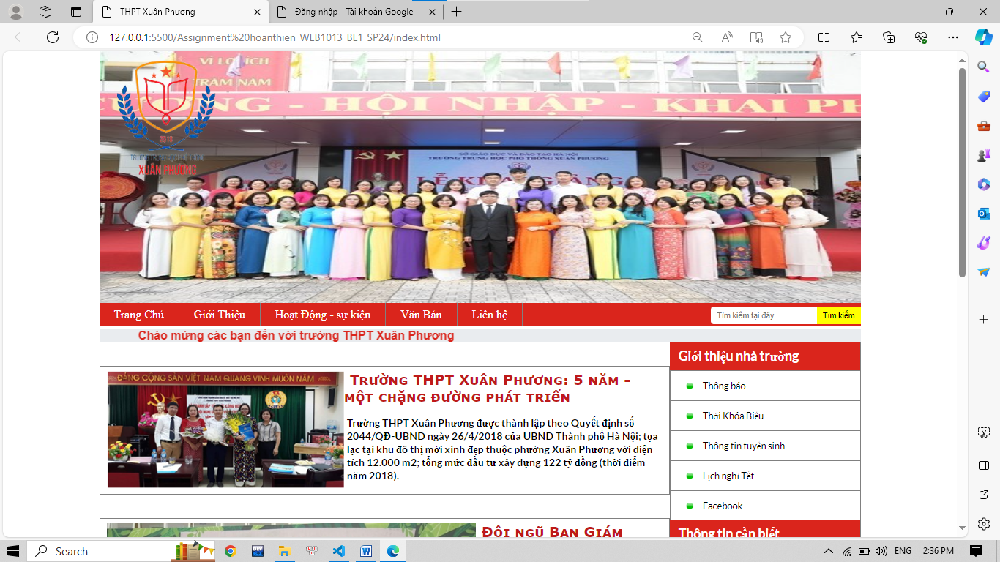 THPT Xuân Phương
Đăng nhập - Tài khoản Google
127.0.0.1:5500/Assignment%20hoanthien_WEB1013_BL1_SP24/index.html
VÌ LỢI ÍCH
TRĂM NĂM
CÔNG - HỘI NHẬP - KHAI
2018
XUÂN PHƯƠNG
SỞ GIÁO DỤC VÀ ĐÀO TẠO HÀ NỘI
TRƯỜNG TRUNG HỌC PHỔ THÔNG XUÂN PHƯƠNG
LỄ KHAI GIẢNG
Trang Chủ
Giới Thiệu
Hoạt Động - sự kiện
Văn Bản
Liên hệ
Tìm kiếm tại đây..
Tìm kiếm
Chào mừng các bạn đến với trường THPT Xuân Phương
ĐẢNG CỘNG SẢN VIỆT NAM QUANG VINH MUÔN NĂM
Trường THPT Xuân Phương: 5 năm -
một chặng đường phát triển
Trường THPT Xuân Phương được thành lập theo Quyết định số
2044/QĐ-UBND ngày 26/4/2018 của UBND Thành phố Hà Nội; tọa
lạc tại khu đô thị mới xinh đẹp thuộc phường Xuân Phương với diện
tích 12.000 m2; tổng mức đầu tư xây dựng 122 tỷ đồng (thời điểm
năm 2018).
Đội ngũ Ban Giám
Giới thiệu nhà trường
Thông báo
Thời Khóa Biểu
Thông tin tuyển sinh
Lịch nghỉ Tết
Facebook
Thông tin cần biết
Search
ENG
2:36 PM